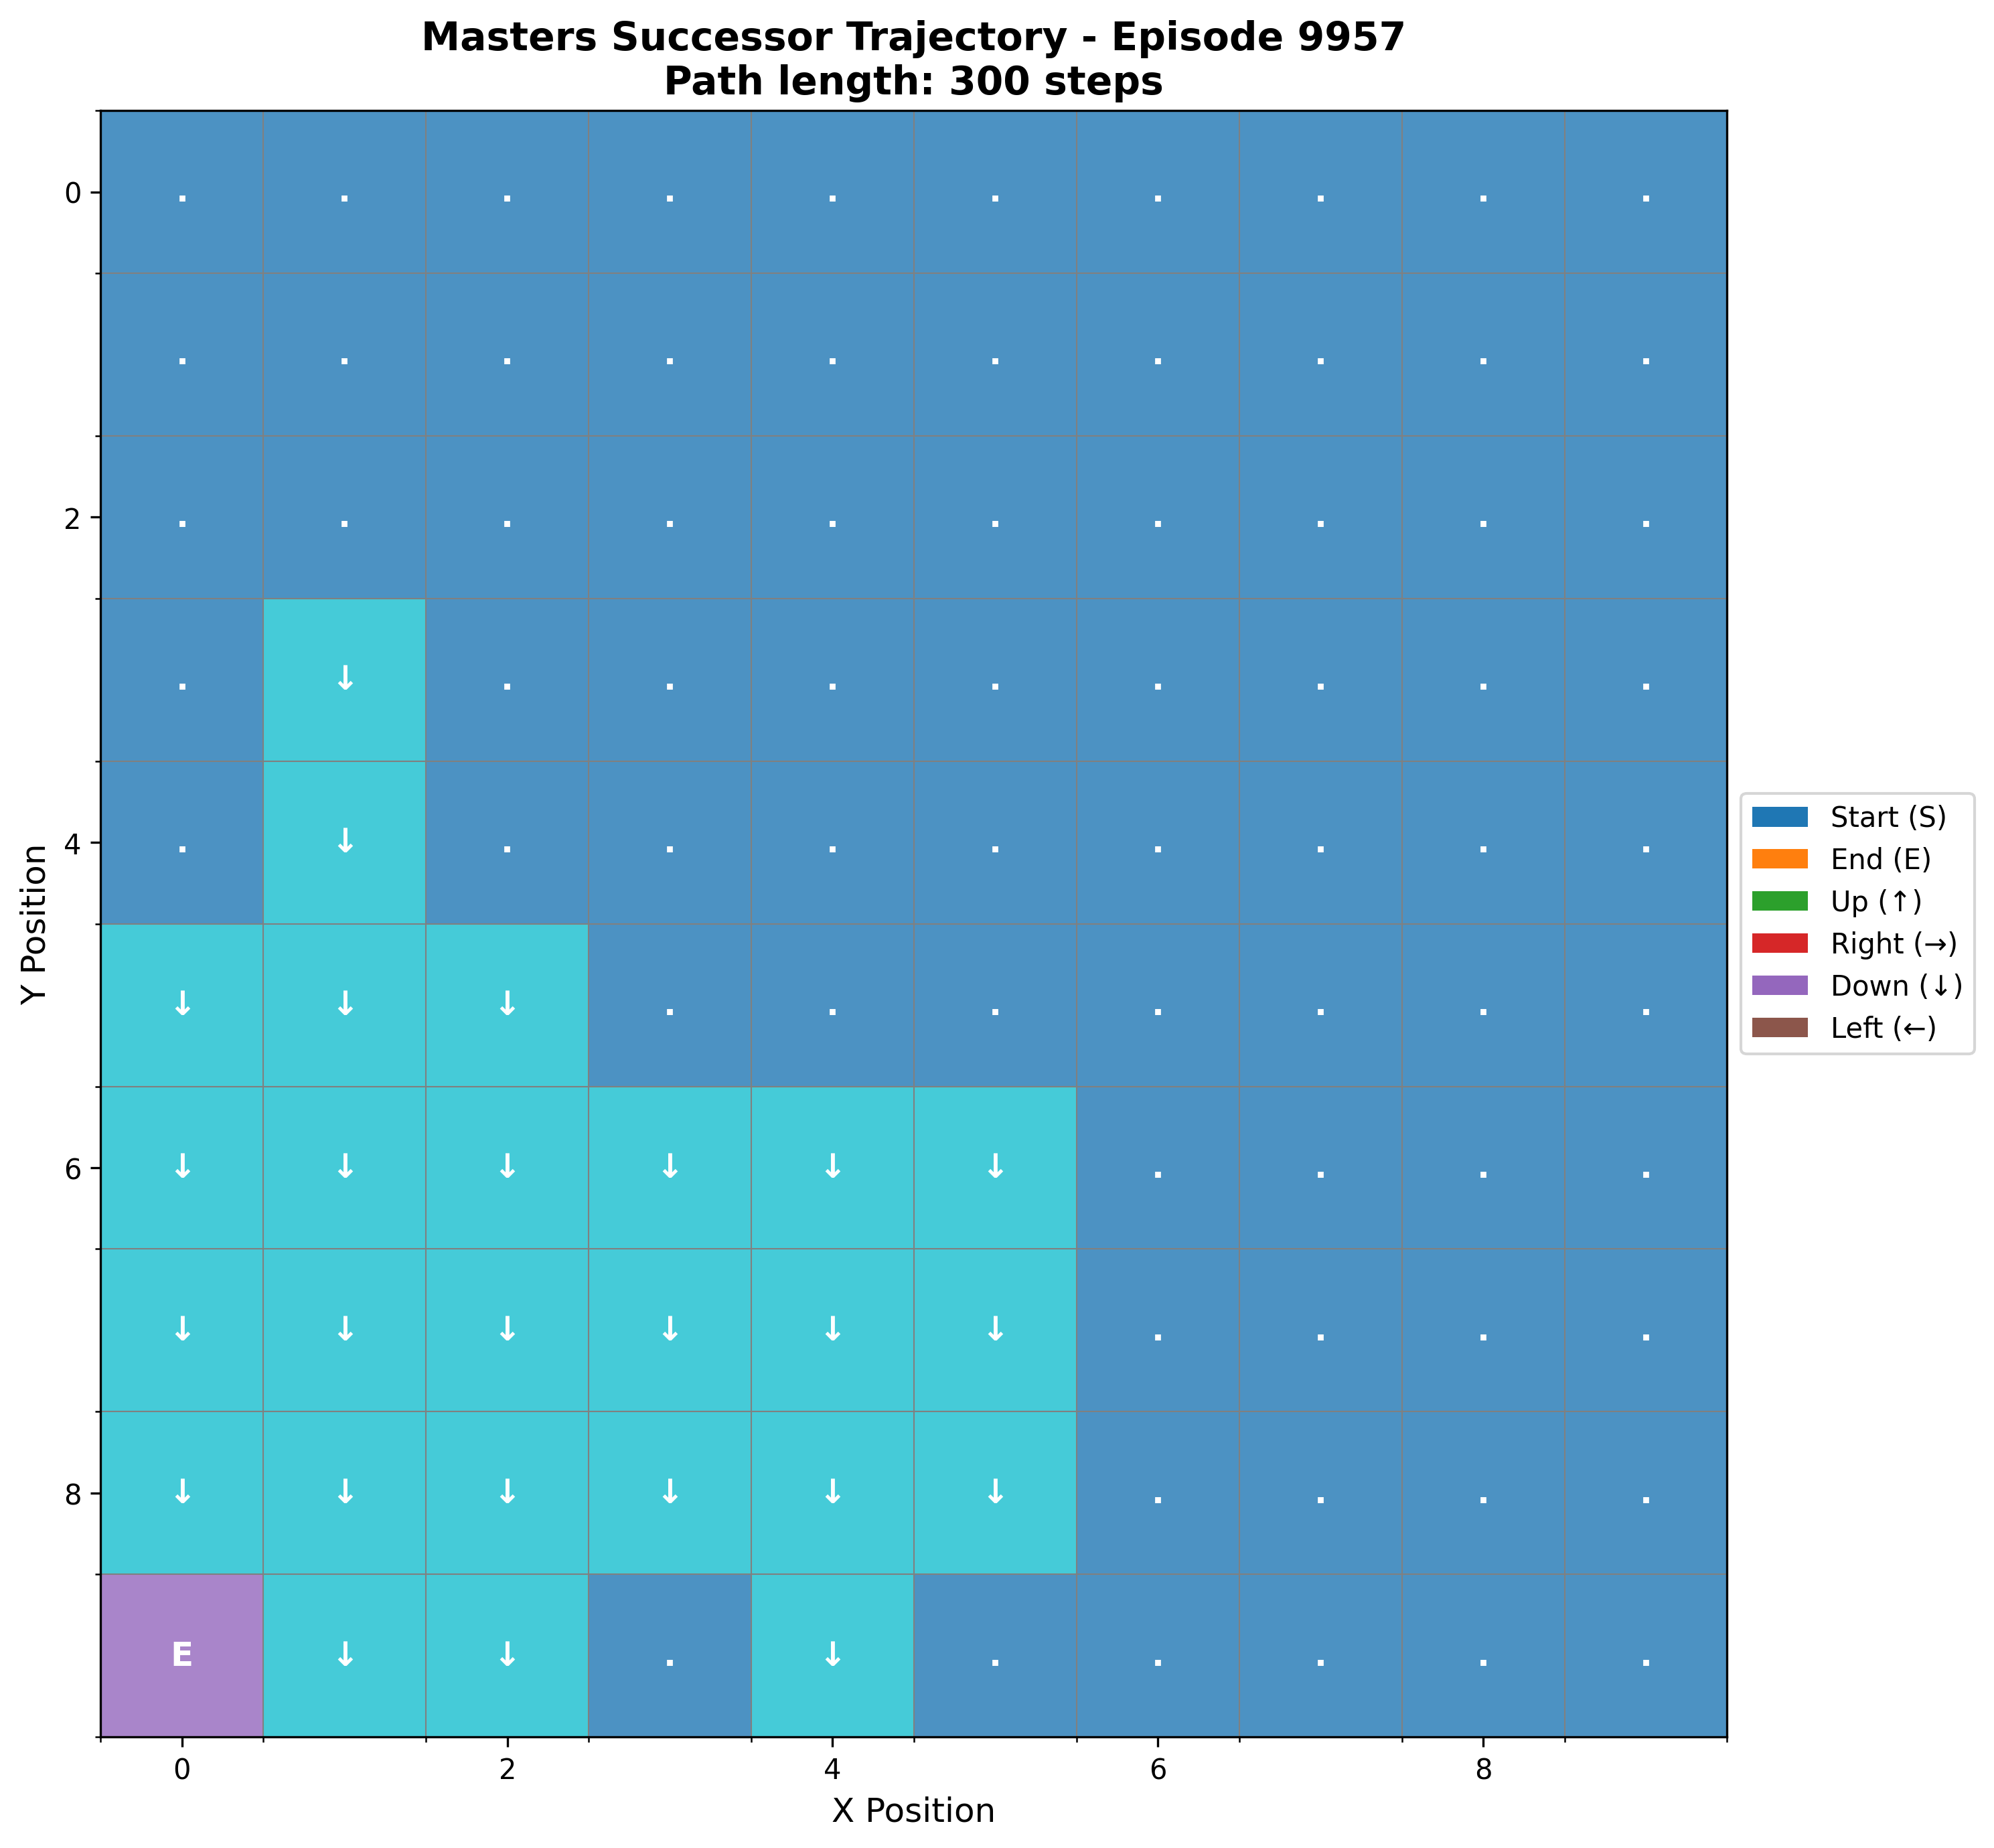 Masters Successor Trajectory - Episode 9957
Path length: 300 steps
0 . . . . . . . . . .
. . . . . . . . . .
2 . . . . . . . . . .
. ↓ . . . . . . . .
4 . ↓ . . . . . . . .
↓ ↓ ↓ . . . . . . .
6 ↓ ↓ ↓ ↓ ↓ ↓ . . . .
↓ ↓ ↓ ↓ ↓ ↓ . . . .
8 ↓ ↓ ↓ ↓ ↓ ↓ . . . .
E ↓ ↓ . ↓ . . . . .
0 2 4 6 8
X Position
Y Position
Start (S)
End (E)
Up (↑)
Right (→)
Down (↓)
Left (←)